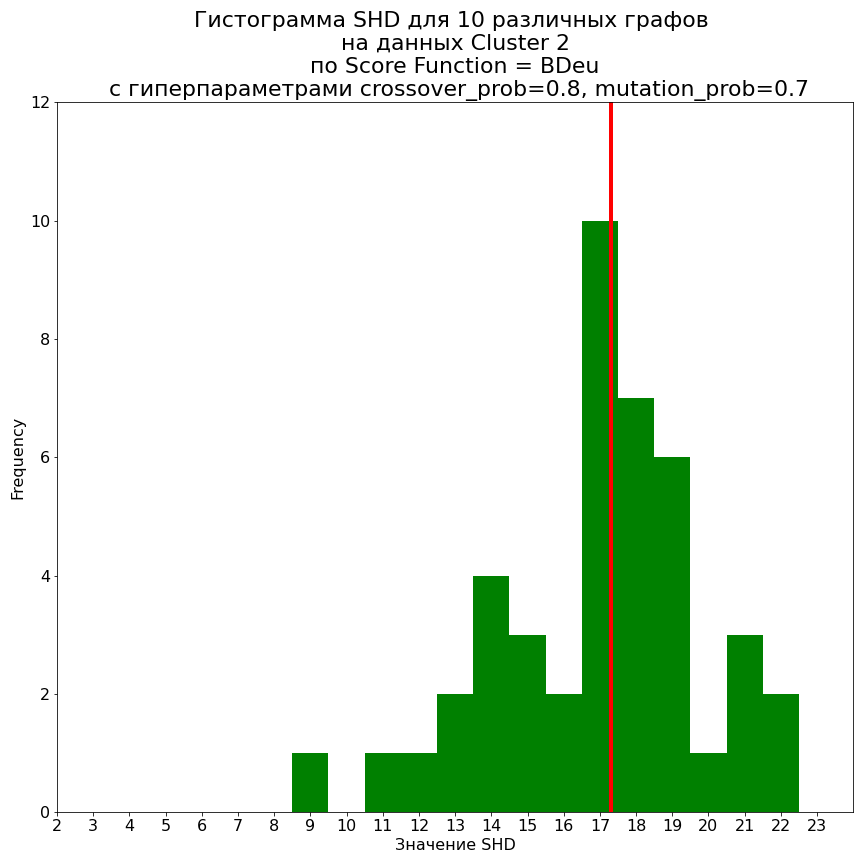 Гистограмма SHD для 10 различных графов
на данных Cluster 2
по Score Function = BDeu
с гиперпараметрами crossover_prob=0.8, mutation_prob=0.7
12
10
8
6
4
2
0
Frequency
2 3 4 5 6 7 8 9 10 11 12 13 14 15 16 17 18 19 20 21 22 23
Значение SHD